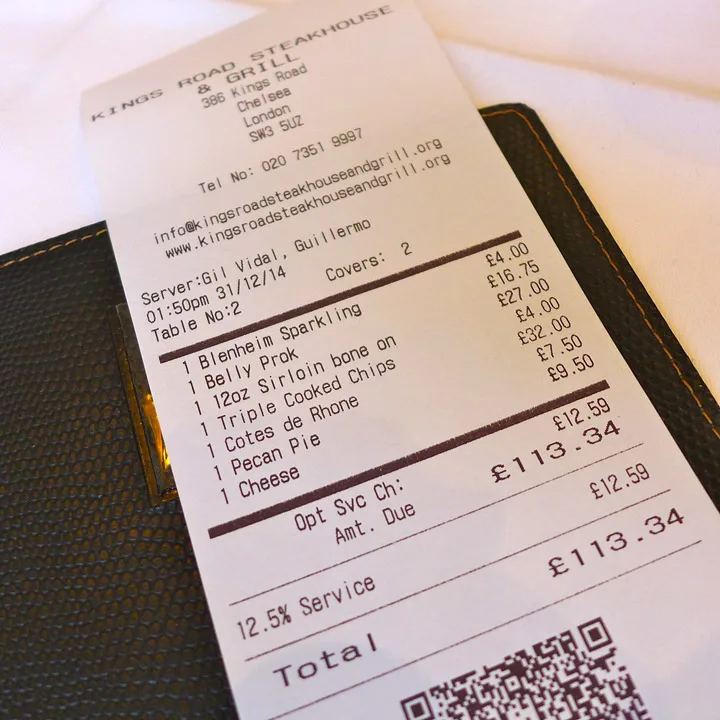 KINGS ROAD STEAKHOUSE
& GRILL
386 Kings Road
Chelsea
London
SW3 5UZ
Tel No: 020 7351 9997
info@kingsroadsteakhouseandgrill.org
www.kingsroadsteakhouseandgrill.org
Server:Gil Vidal, Guillermo
01:50pm 31/12/14 Covers: 2
Table No:2
1 Blenheim Sparkling £4.00
1 Belly Prok £16.75
1 12oz Sirloin bone on £27.00
1 Triple Cooked Chips £4.00
1 Cotes de Rhone £32.00
1 Pecan Pie £7.50
1 Cheese £9.50
Opt Svc Ch: £12.59
Amt. Due £113.34
12.5% Service £12.59
Total £113.34